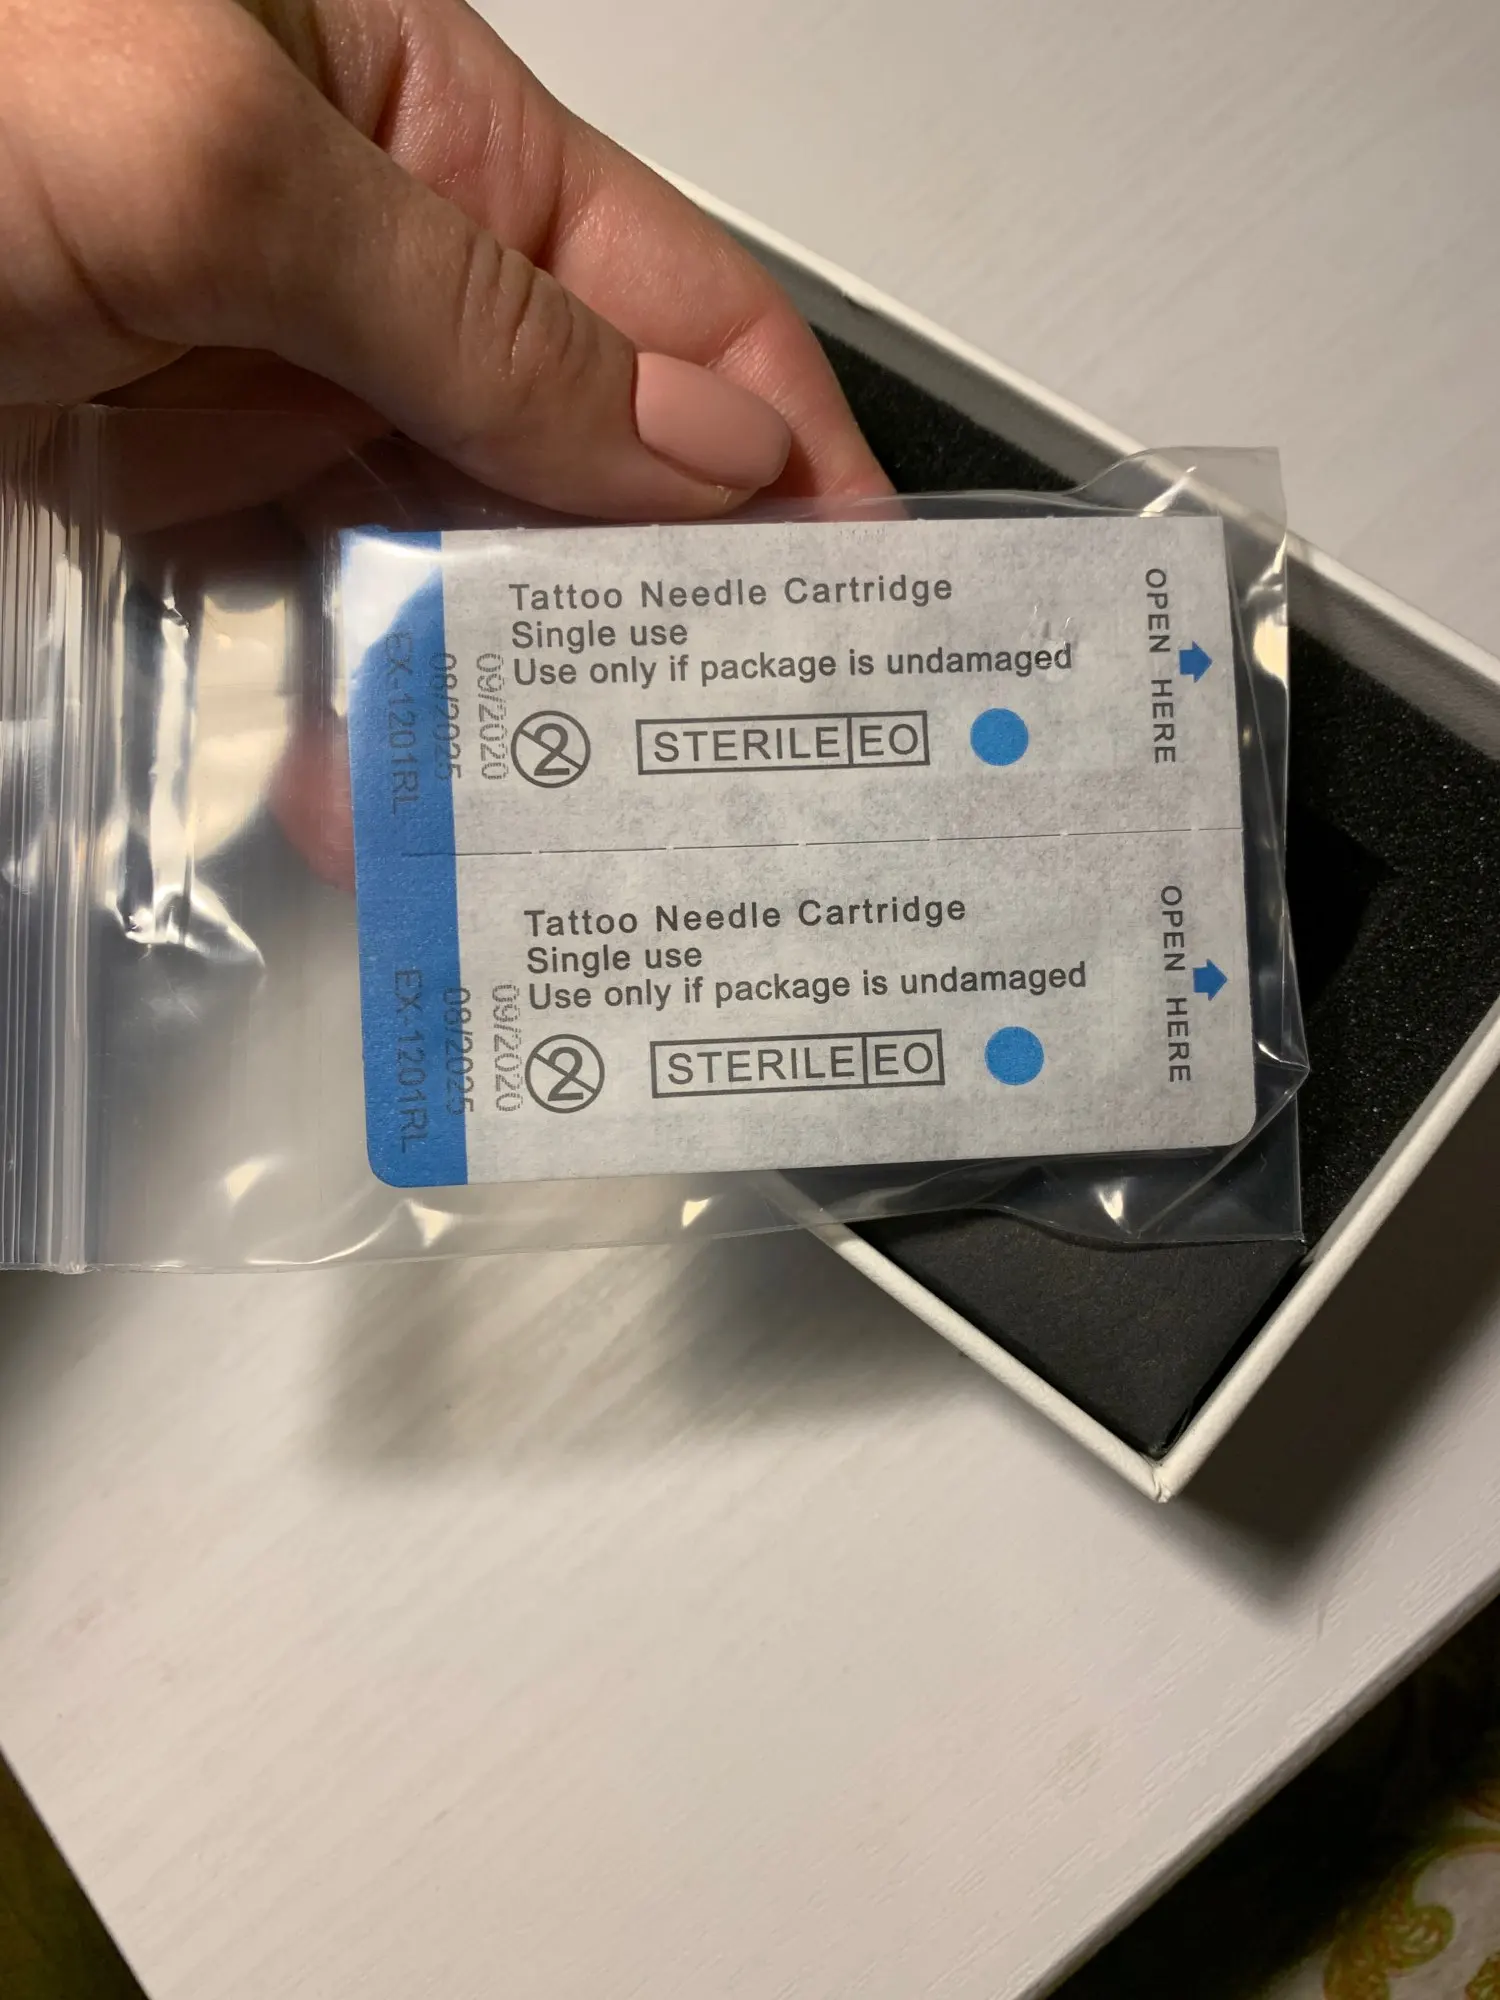 Tattoo Needle Cartridge
Single use
Use only if package is undamaged
2
STERILE EO
OPEN HERE
09/2020
08/2025
EX-1201RL
Tattoo Needle Cartridge
Single use
Use only if package is undamaged
2
STERILE EO
OPEN HERE
09/2020
08/2025
EX-1201RL